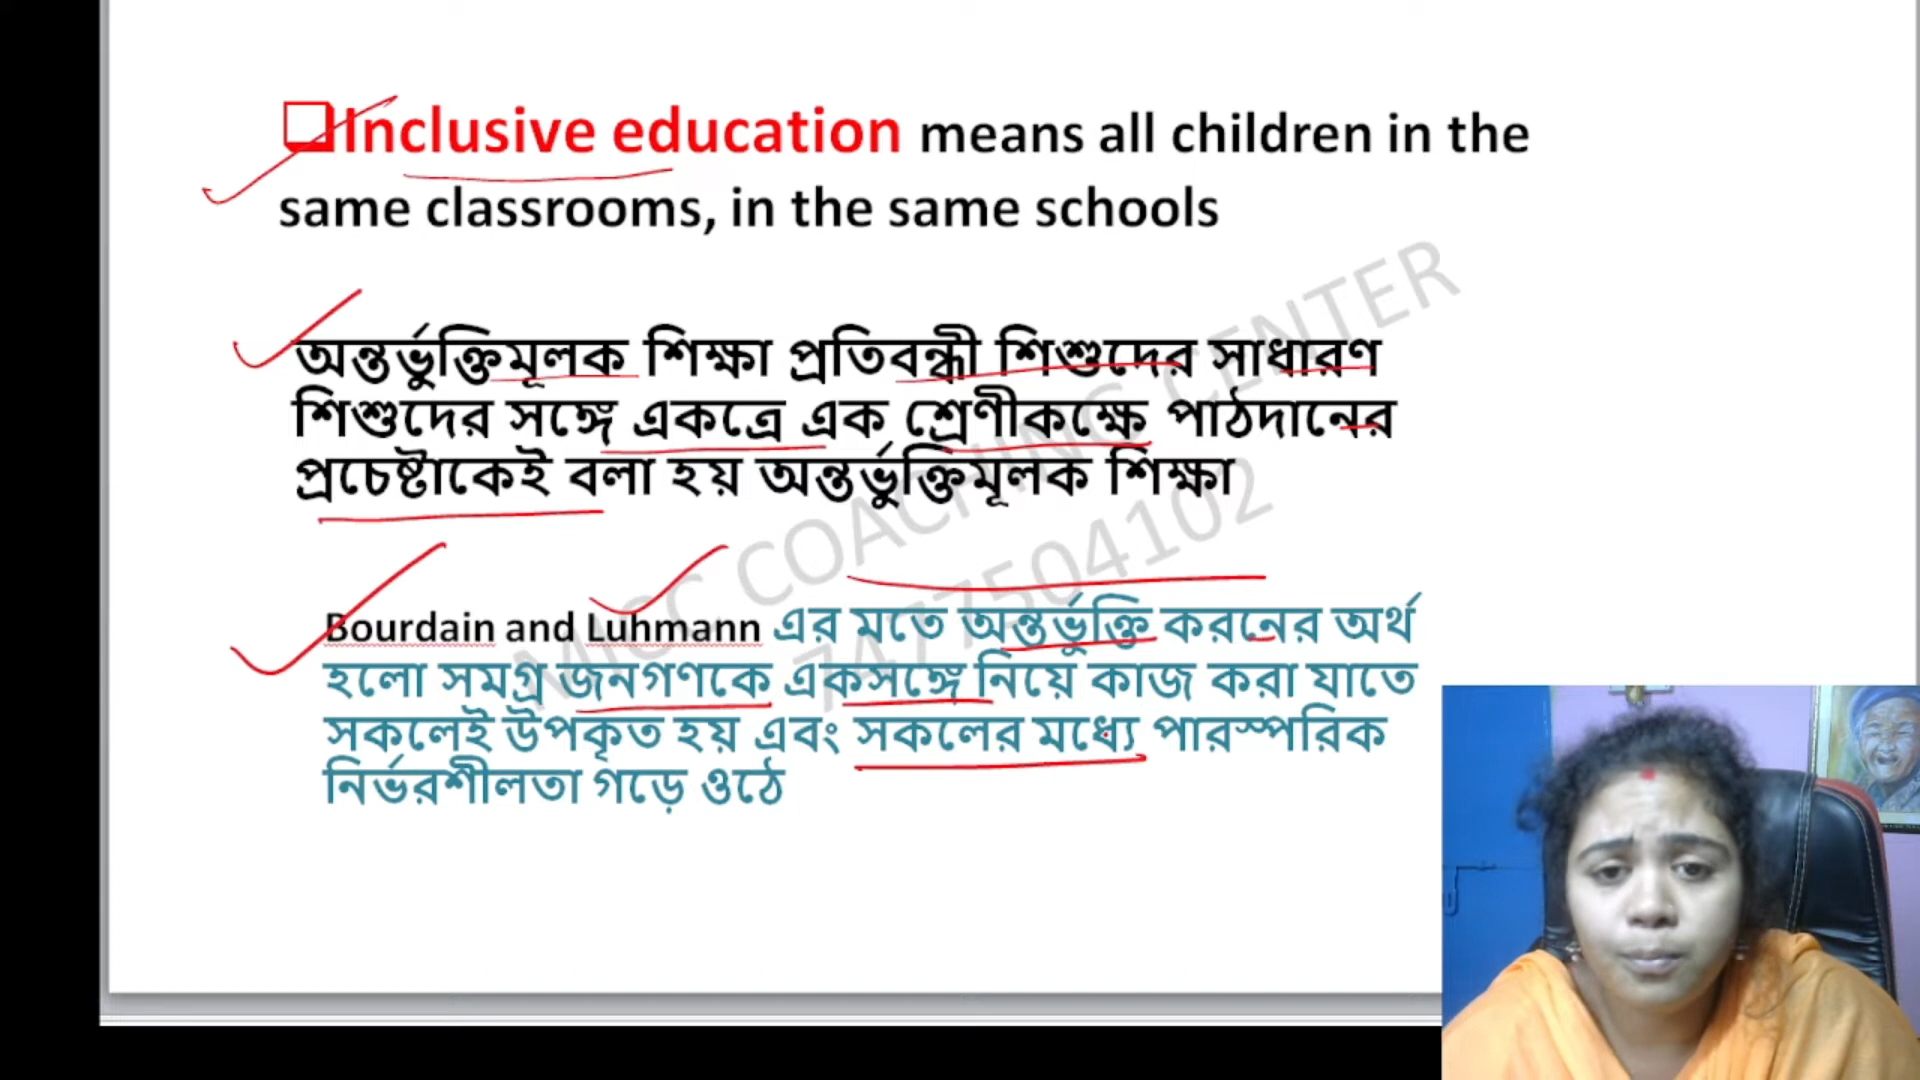 Inclusive education means all children in the
same classrooms, in the same schools
অন্তর্ভুক্তিমূলক শিক্ষা প্রতিবন্ধী শিশুদের সাধারণ
শিশুদের সঙ্গে একত্রে এক শ্রেণীকক্ষে পাঠদানের
প্রচেষ্টাকেই বলা হয় অন্তর্ভুক্তিমূলক শিক্ষা
Bourdain and Luhmann এর মতে অন্তর্ভুক্তি করনের অর্থ
হলো সমগ্র জনগণকে একসঙ্গে নিয়ে কাজ করা যাতে
সকলেই উপকৃত হয় এবং সকলের মধ্যে পারস্পরিক
নির্ভরশীলতা গড়ে ওঠে
MICC COACHING CENTER
7477504102